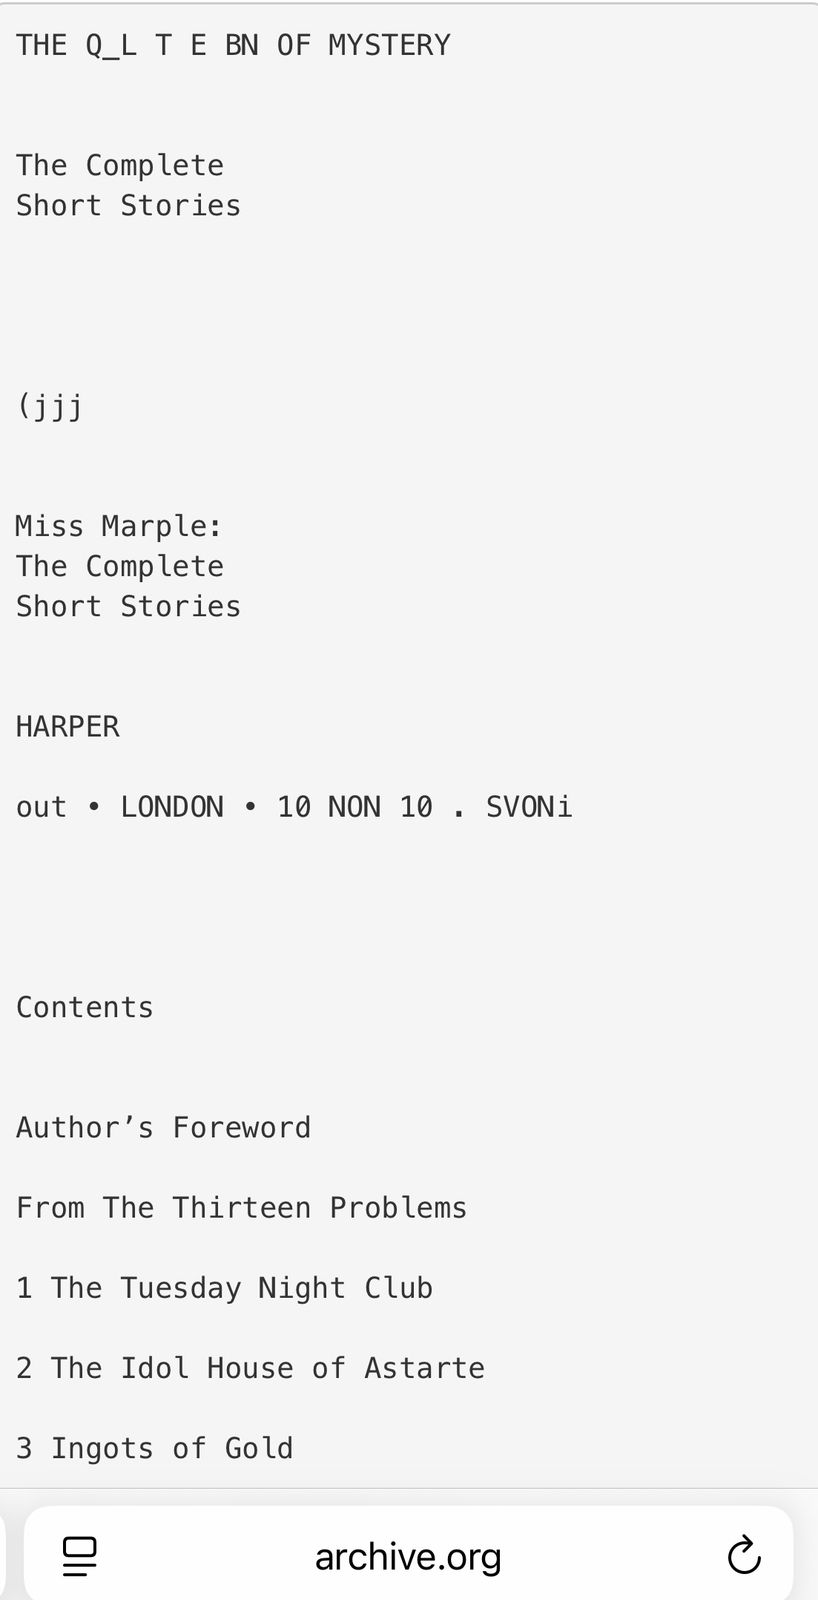 THE Q_L T E BN OF MYSTERY
The Complete
Short Stories
(jjj
Miss Marple:
The Complete
Short Stories
HARPER
out • LONDON • 10 NON 10 . SVONi
Contents
Author’s Foreword
From The Thirteen Problems
1 The Tuesday Night Club
2 The Idol House of Astarte
3 Ingots of Gold
archive.org